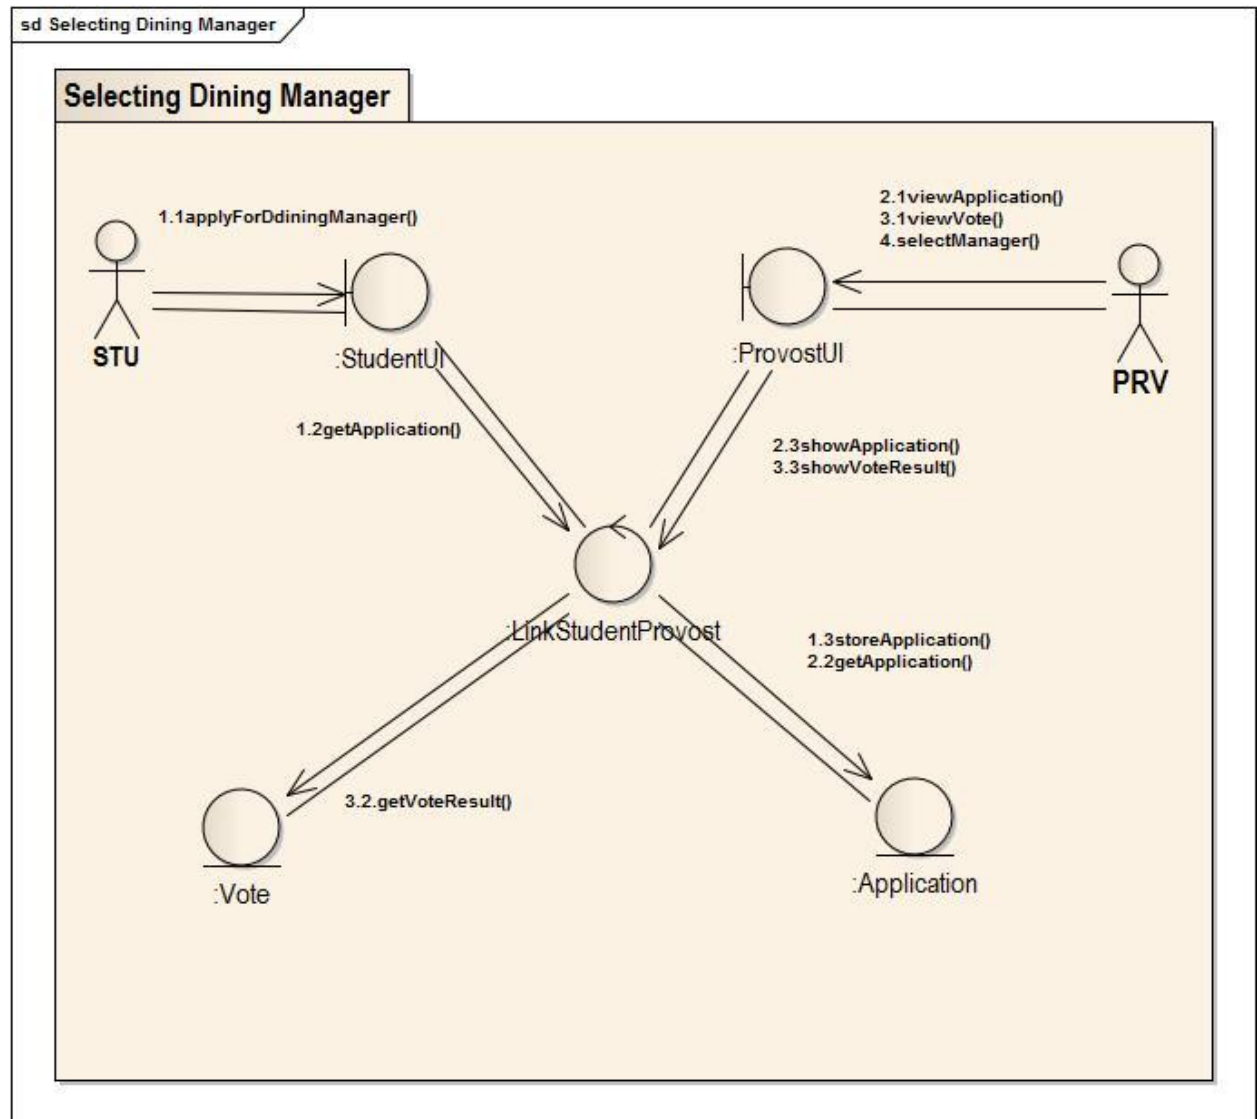 sd Selecting Dining Manager
Selecting Dining Manager
1.1applyForDdiningManager()
2.1viewApplication()
3.1viewVote()
4.selectManager()
STU
:StudentUI
:ProvostUI
PRV
1.2getApplication()
2.3showApplication()
3.3showVoteResult()
:LinkStudentProvost
1.3storeApplication()
2.2getApplication()
3.2.getVoteResult()
:Vote
:Application